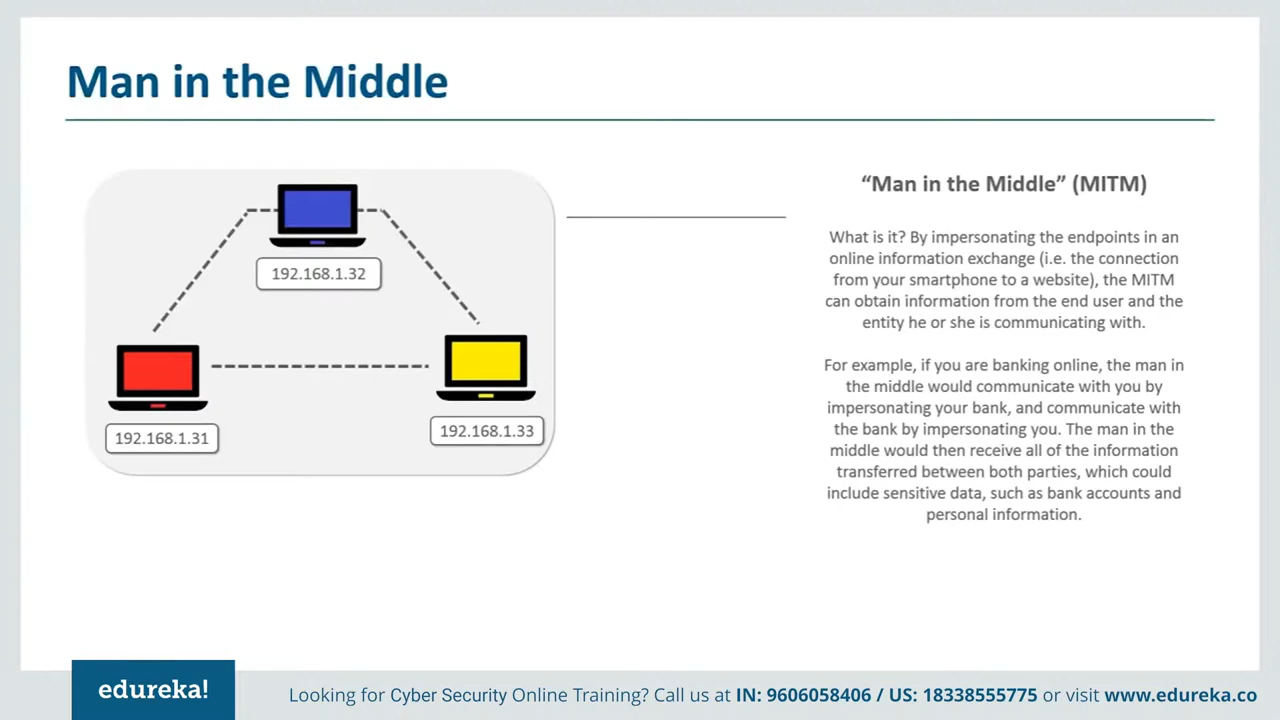 Man in the Middle
192.168.1.32
192.168.1.31
192.168.1.33
“Man in the Middle” (MITM)
What is it? By impersonating the endpoints in an
online information exchange (i.e. the connection
from your smartphone to a website), the MITM
can obtain information from the end user and the
entity he or she is communicating with.
For example, if you are banking online, the man in
the middle would communicate with you by
impersonating your bank, and communicate with
the bank by impersonating you. The man in the
middle would then receive all of the information
transferred between both parties, which could
include sensitive data, such as bank accounts and
personal information.
edureka!
Looking for Cyber Security Online Training? Call us at IN: 9606058406 / US: 18338555775 or visit www.edureka.co